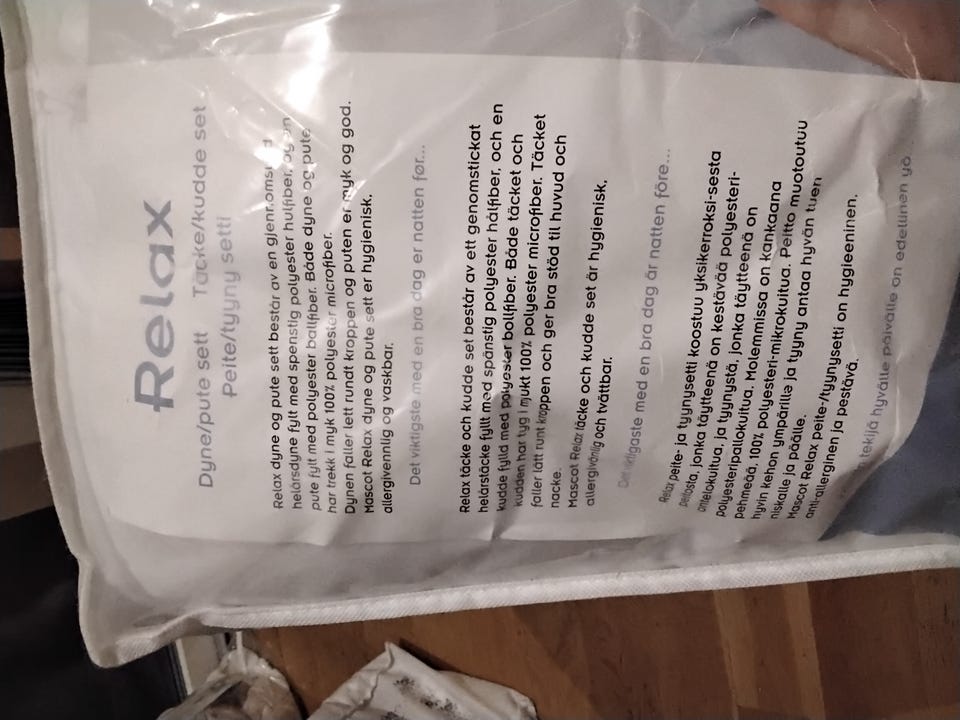 Relax
Dyne/pute sett Täcke/kudde set
Peite/tyyny setti
Relax dyne og pute sett består av en gjennomstukket
helårsdyne fylt med spenstig polyester hulfiber, og en
pute fylt med polyester ballfiber. Både dyne og pute
har trekk i myk 100% polyester microfiber.
Dynen faller lett rundt kroppen og puten er myk og god.
Mascot Relax dyne og pute sett er hygienisk,
allergivennlig og vaskbar.
Det viktigste med en bra dag er natten før...
Relax täcke och kudde set består av ett genomstickat
helårstäcke fyllt med spänstig polyester hålfiber, och en
kudde fylld med polyester bollfiber. Både täcket och
kudden har tyg i mjukt 100% polyester microfiber. Täcket
faller lätt runt kroppen och ger bra stöd til huvud och
nacke.
Mascot Relax täcke och kudde set är hygienisk,
allergivänlig och tvättbar.
Det viktigaste med en bra dag är natten före...
Relax peite- ja tyynysetti koostuu yksikerroksi-sesta
peitosta, jonka täytteenä on kestävää polyesteri-
onttelokuitua, ja tyynystä, jonka täytteenä on
polyesteripallokuitua. Molemmissa on kankaana
pehmeää, 100% polyesteri-mikrokuitua. Peitto muotoutuu
hyvin kehon ympärille ja tyyny antaa hyvän tuen
niskalle ja päälle.
Mascot Relax peite-/tyynysetti on hygieeninen,
antiallerginen ja pestävä.
tekijä hyvälle päivälle on edellinen yö...